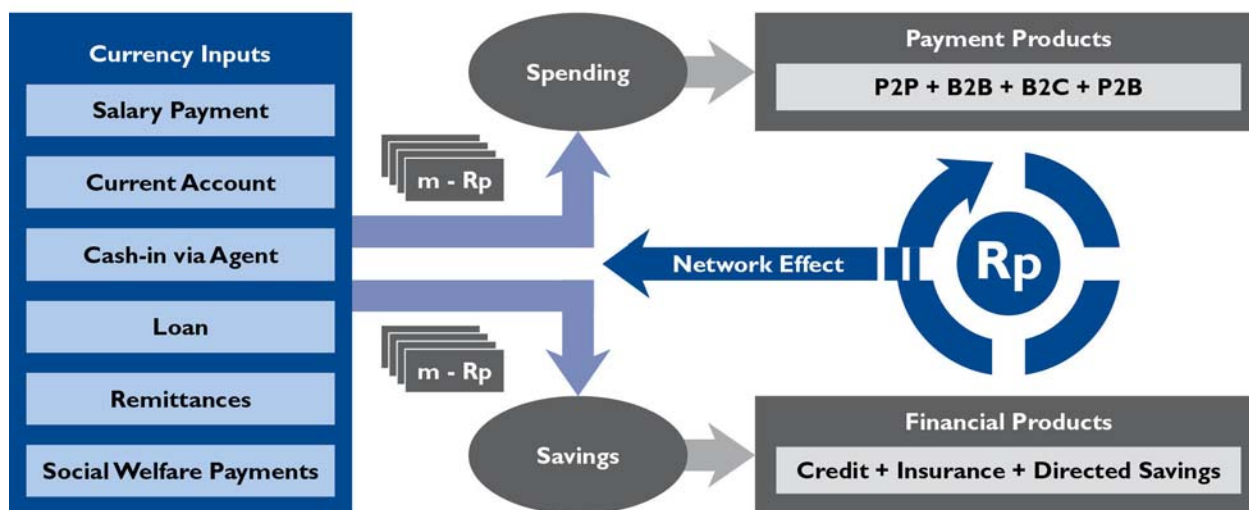 Currency Inputs
Salary Payment
Current Account
Cash-in via Agent
Loan
Remittances
Social Welfare Payments
m - Rp
m - Rp
Spending
Savings
Payment Products
P2P + B2B + B2C + P2B
Network Effect
Rp
Financial Products
Credit + Insurance + Directed Savings